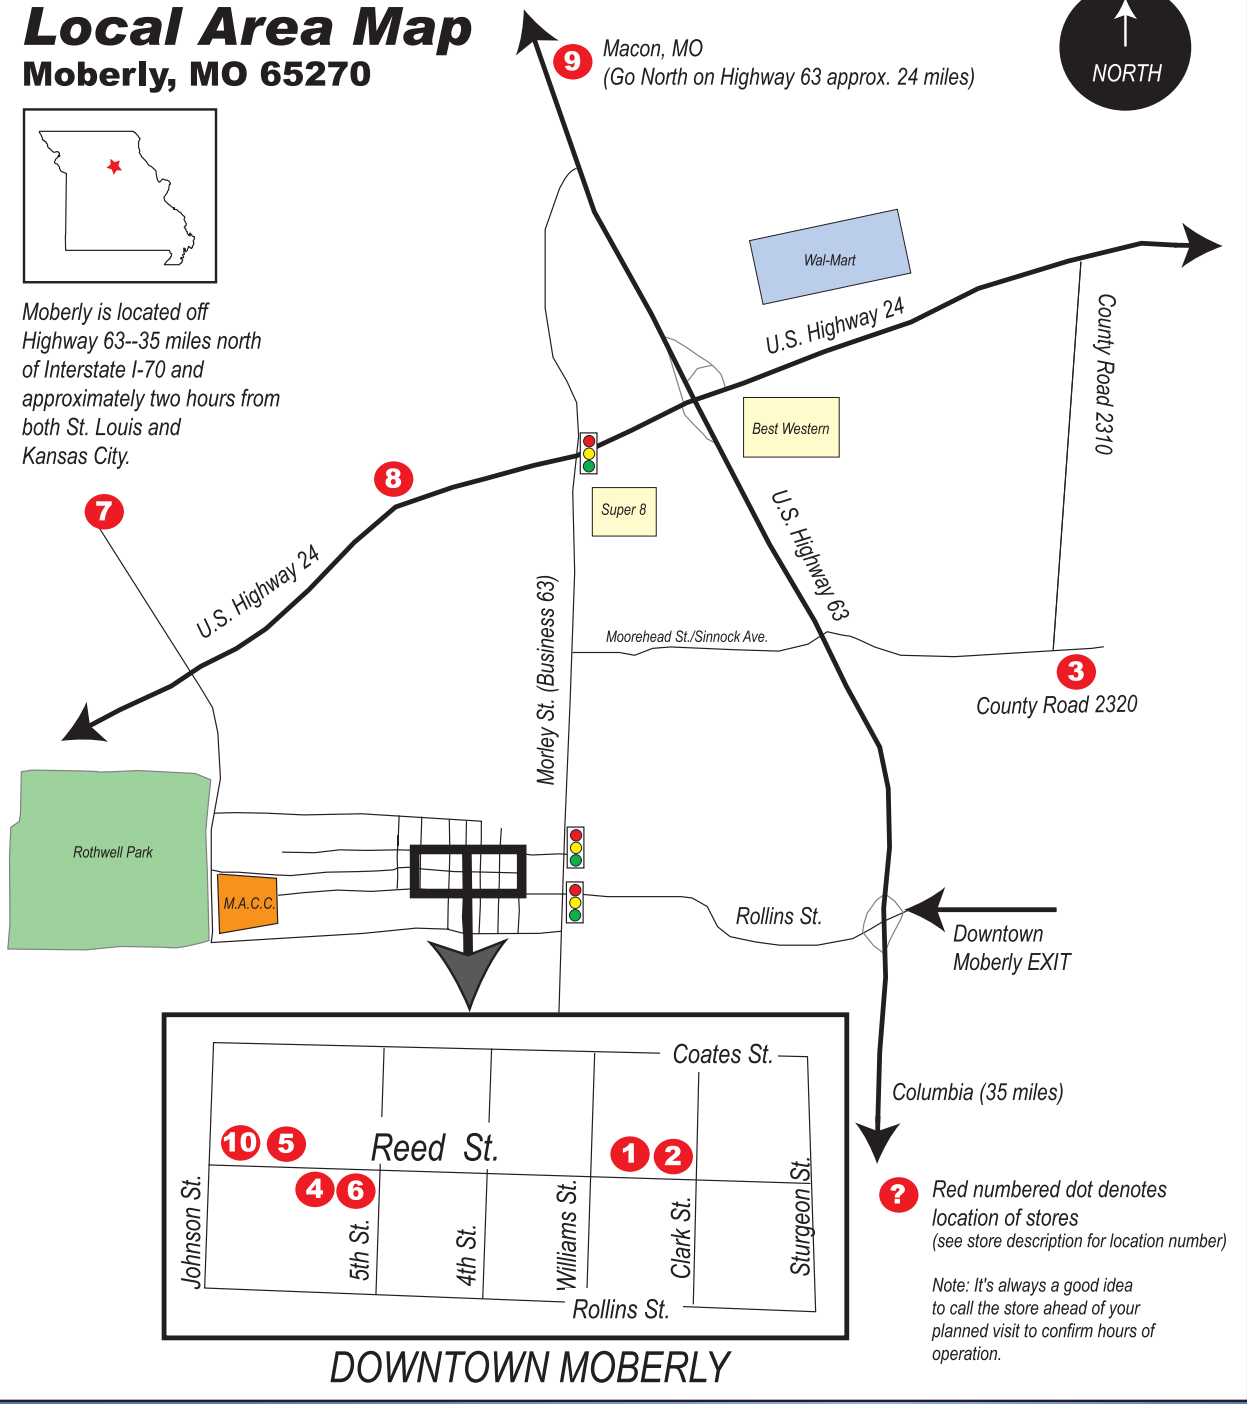 Local Area Map
Moberly, MO 65270
NORTH
9
Macon, MO
(Go North on Highway 63 approx. 24 miles)
Moberly is located off
Highway 63--35 miles north
of Interstate I-70 and
approximately two hours from
both St. Louis and
Kansas City.
Wal-Mart
U.S. Highway 24
County Road 2310
Best Western
8
7
Super 8
U.S. Highway 63
U.S. Highway 24
Morley St. (Business 63)
Moorehead St./Sinnock Ave.
3
County Road 2320
Rothwell Park
M.A.C.C.
Rollins St.
Downtown
Moberly EXIT
Coates St.
Columbia (35 miles)
10
5
Reed St.
1
2
4
6
Johnson St.
5th St.
4th St.
Williams St.
Clark St.
Sturgeon St.
Rollins St.
DOWNTOWN MOBERLY
?
Red numbered dot denotes
location of stores
(see store description for location number)
Note: It's always a good idea
to call the store ahead of your
planned visit to confirm hours of
operation.